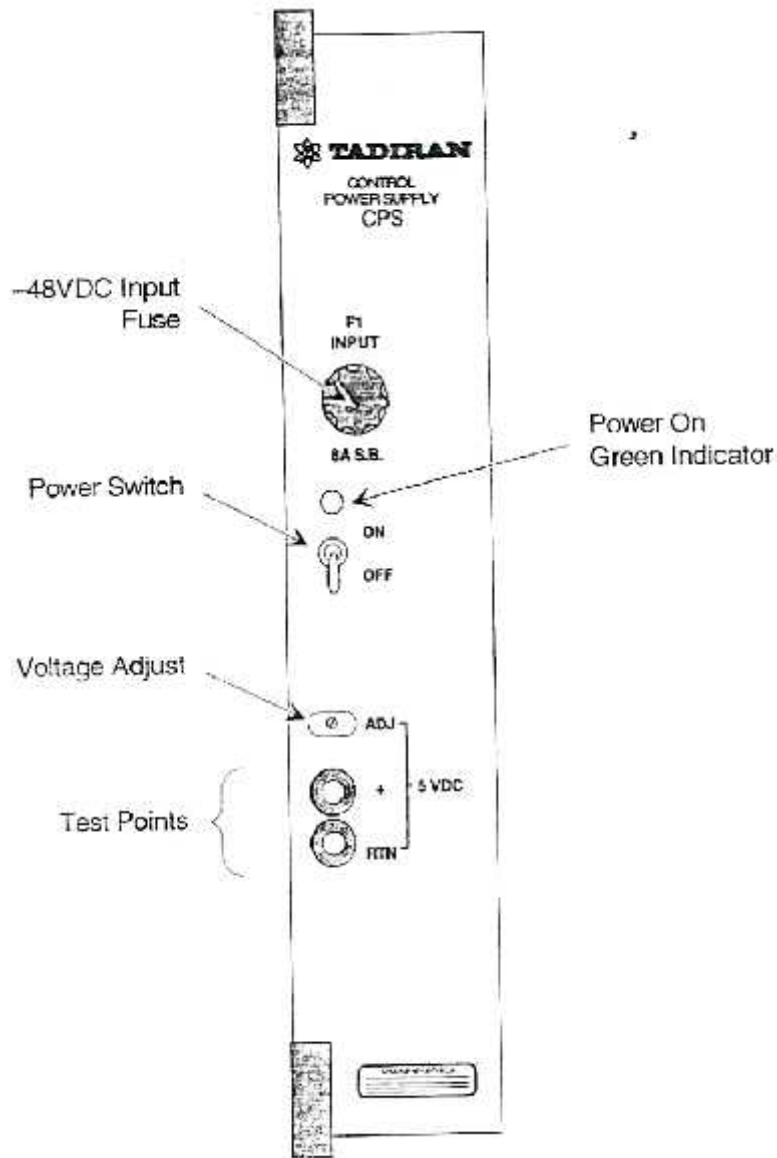 TADIRAN
CONTROL
POWER SUPPLY
CPS
–48VDC Input
Fuse
F1
INPUT
8A S.B.
Power On
Green Indicator
Power Switch
ON
OFF
Voltage Adjust
ADJ
+
5 VDC
Test Points
RTN